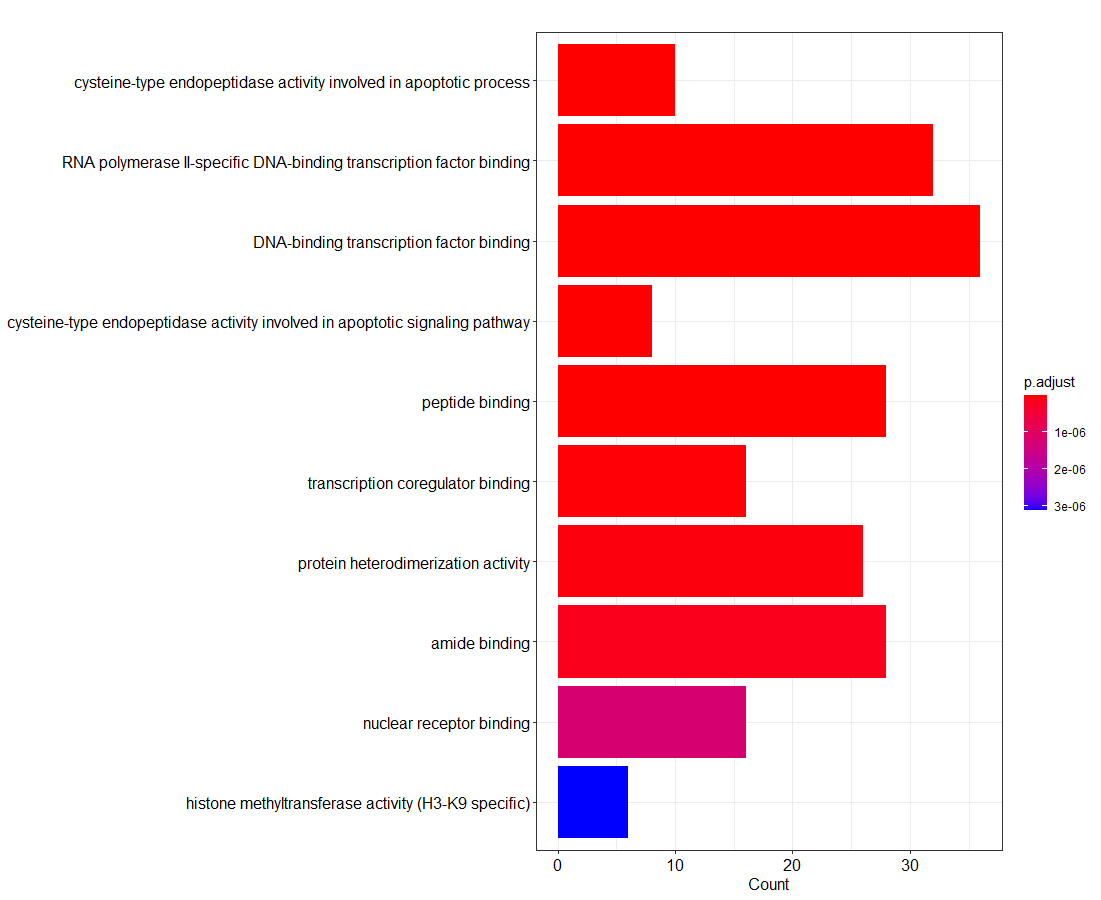 cysteine-type endopeptidase activity involved in apoptotic process
RNA polymerase II-specific DNA-binding transcription factor binding
DNA-binding transcription factor binding
cysteine-type endopeptidase activity involved in apoptotic signaling pathway
peptide binding
transcription coregulator binding
protein heterodimerization activity
amide binding
nuclear receptor binding
histone methyltransferase activity (H3-K9 specific)
0 10 20 30
Count
p.adjust
1e-06
2e-06
3e-06